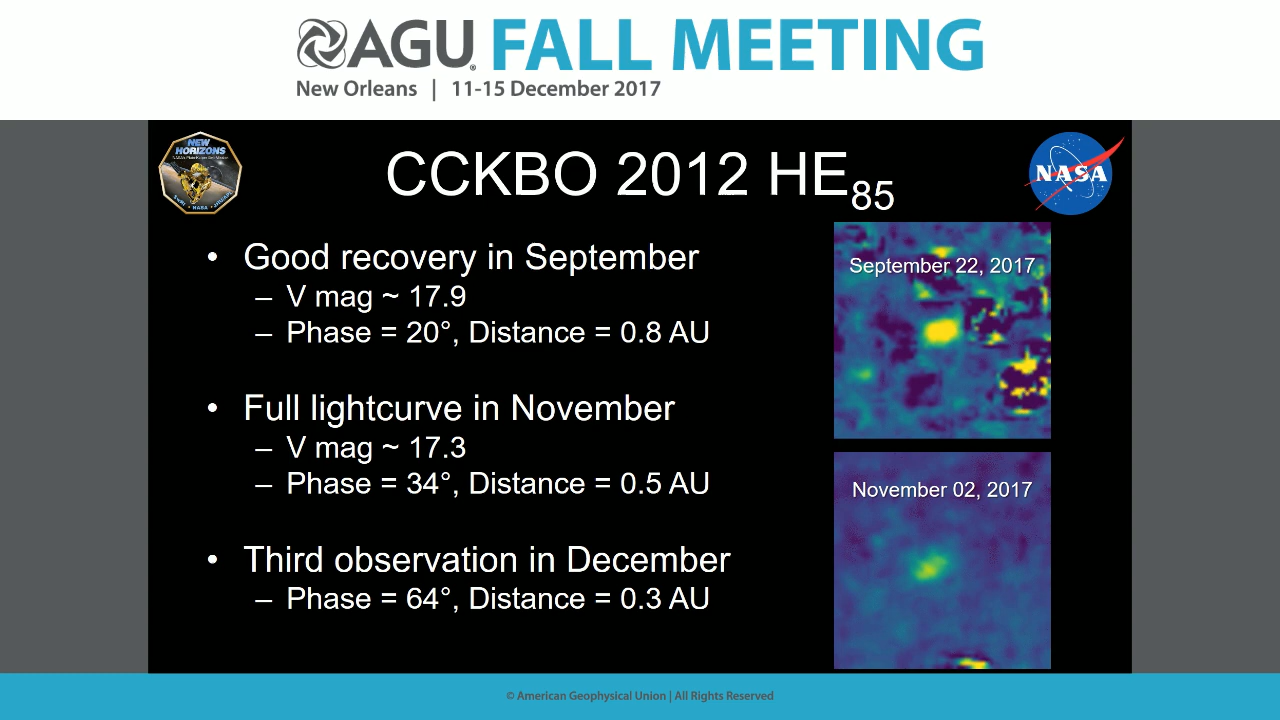 AGU FALL MEETING
New Orleans | 11-15 December 2017
NEW HORIZONS
NASA
CCKBO 2012 HE85
• Good recovery in September
– V mag ~ 17.9
– Phase = 20°, Distance = 0.8 AU
• Full lightcurve in November
– V mag ~ 17.3
– Phase = 34°, Distance = 0.5 AU
• Third observation in December
– Phase = 64°, Distance = 0.3 AU
September 22, 2017
November 02, 2017
© American Geophysical Union | All Rights Reserved